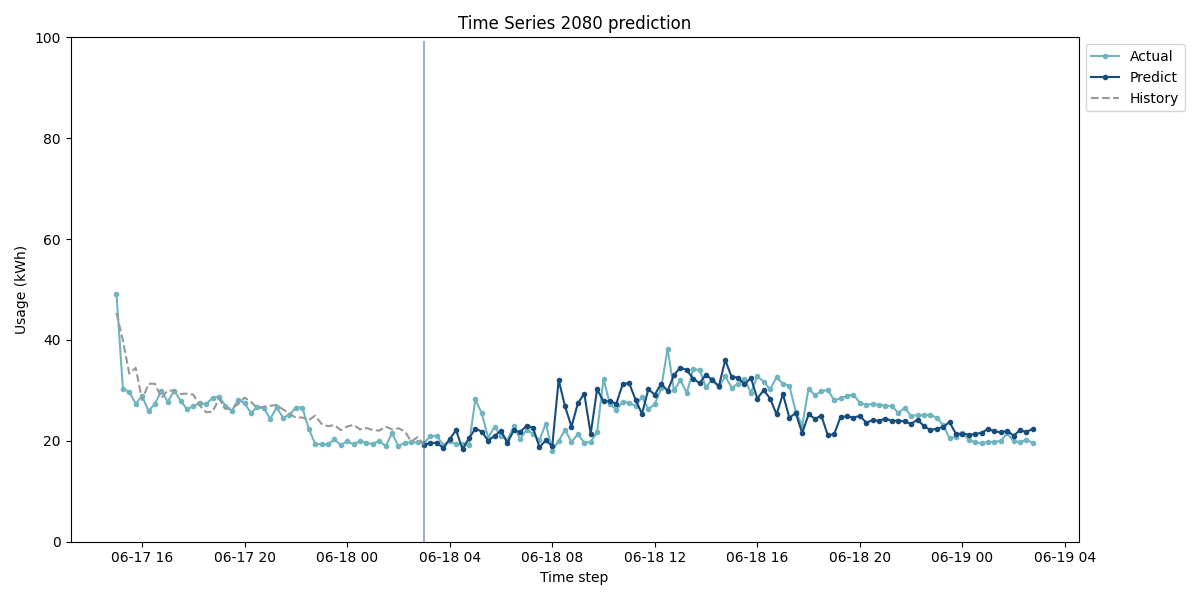 Time Series 2080 prediction
Actual
Predict
History
Usage (kWh)
100
80
60
40
20
0
06-17 16
06-17 20
06-18 00
06-18 04
06-18 08
06-18 12
06-18 16
06-18 20
06-19 00
06-19 04
Time step